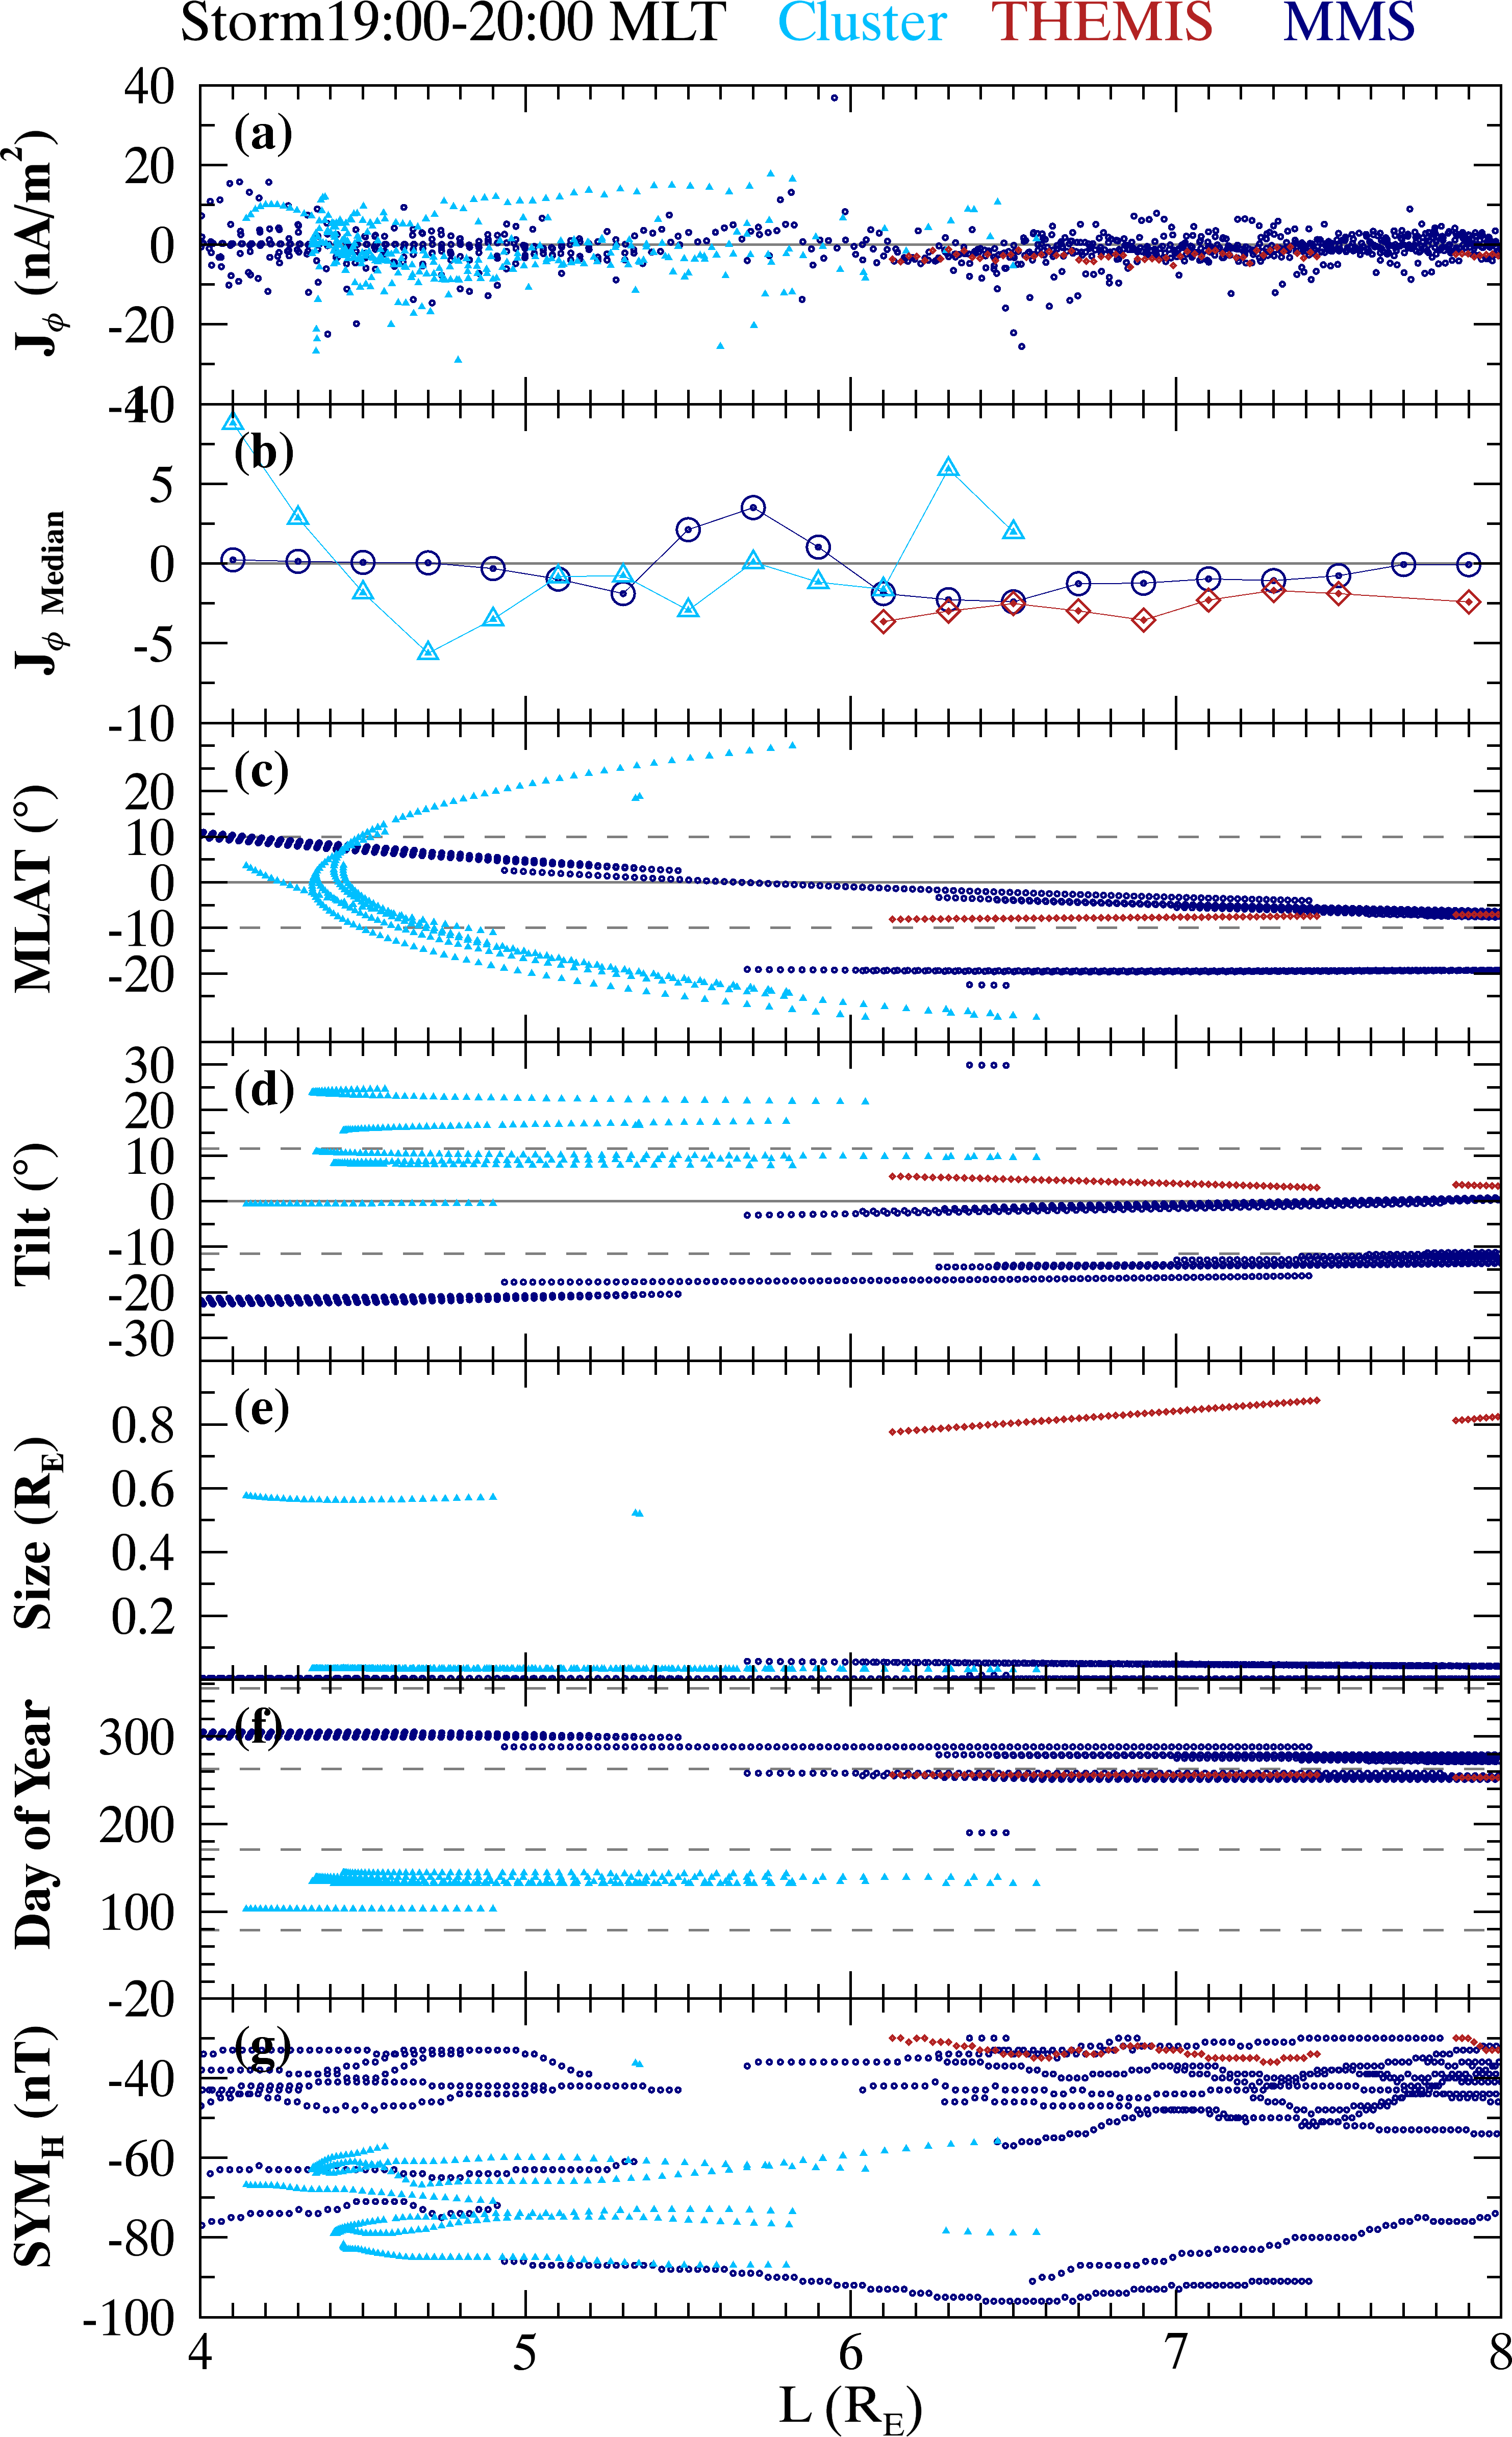 Storm19:00-20:00 MLT Cluster THEMIS MMS
(a)
Jϕ (nA/m²)
40
20
0
-20
-40
(b)
Jϕ Median
10
5
0
-5
-10
(c)
MLAT (°)
20
10
0
-10
-20
(d)
Tilt (°)
30
20
10
0
-10
-20
-30
(e)
Size (RE)
0.8
0.6
0.4
0.2
(f)
Day of Year
300
200
100
(g)
SYMH (nT)
-20
-40
-60
-80
-100
4 5 6 7 8
L (RE)